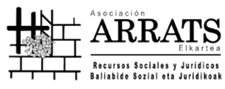 Asociación
ARRATS
Elkartea
Recursos Sociales y Jurídicos
Baliabide Sozial eta Juridikoak